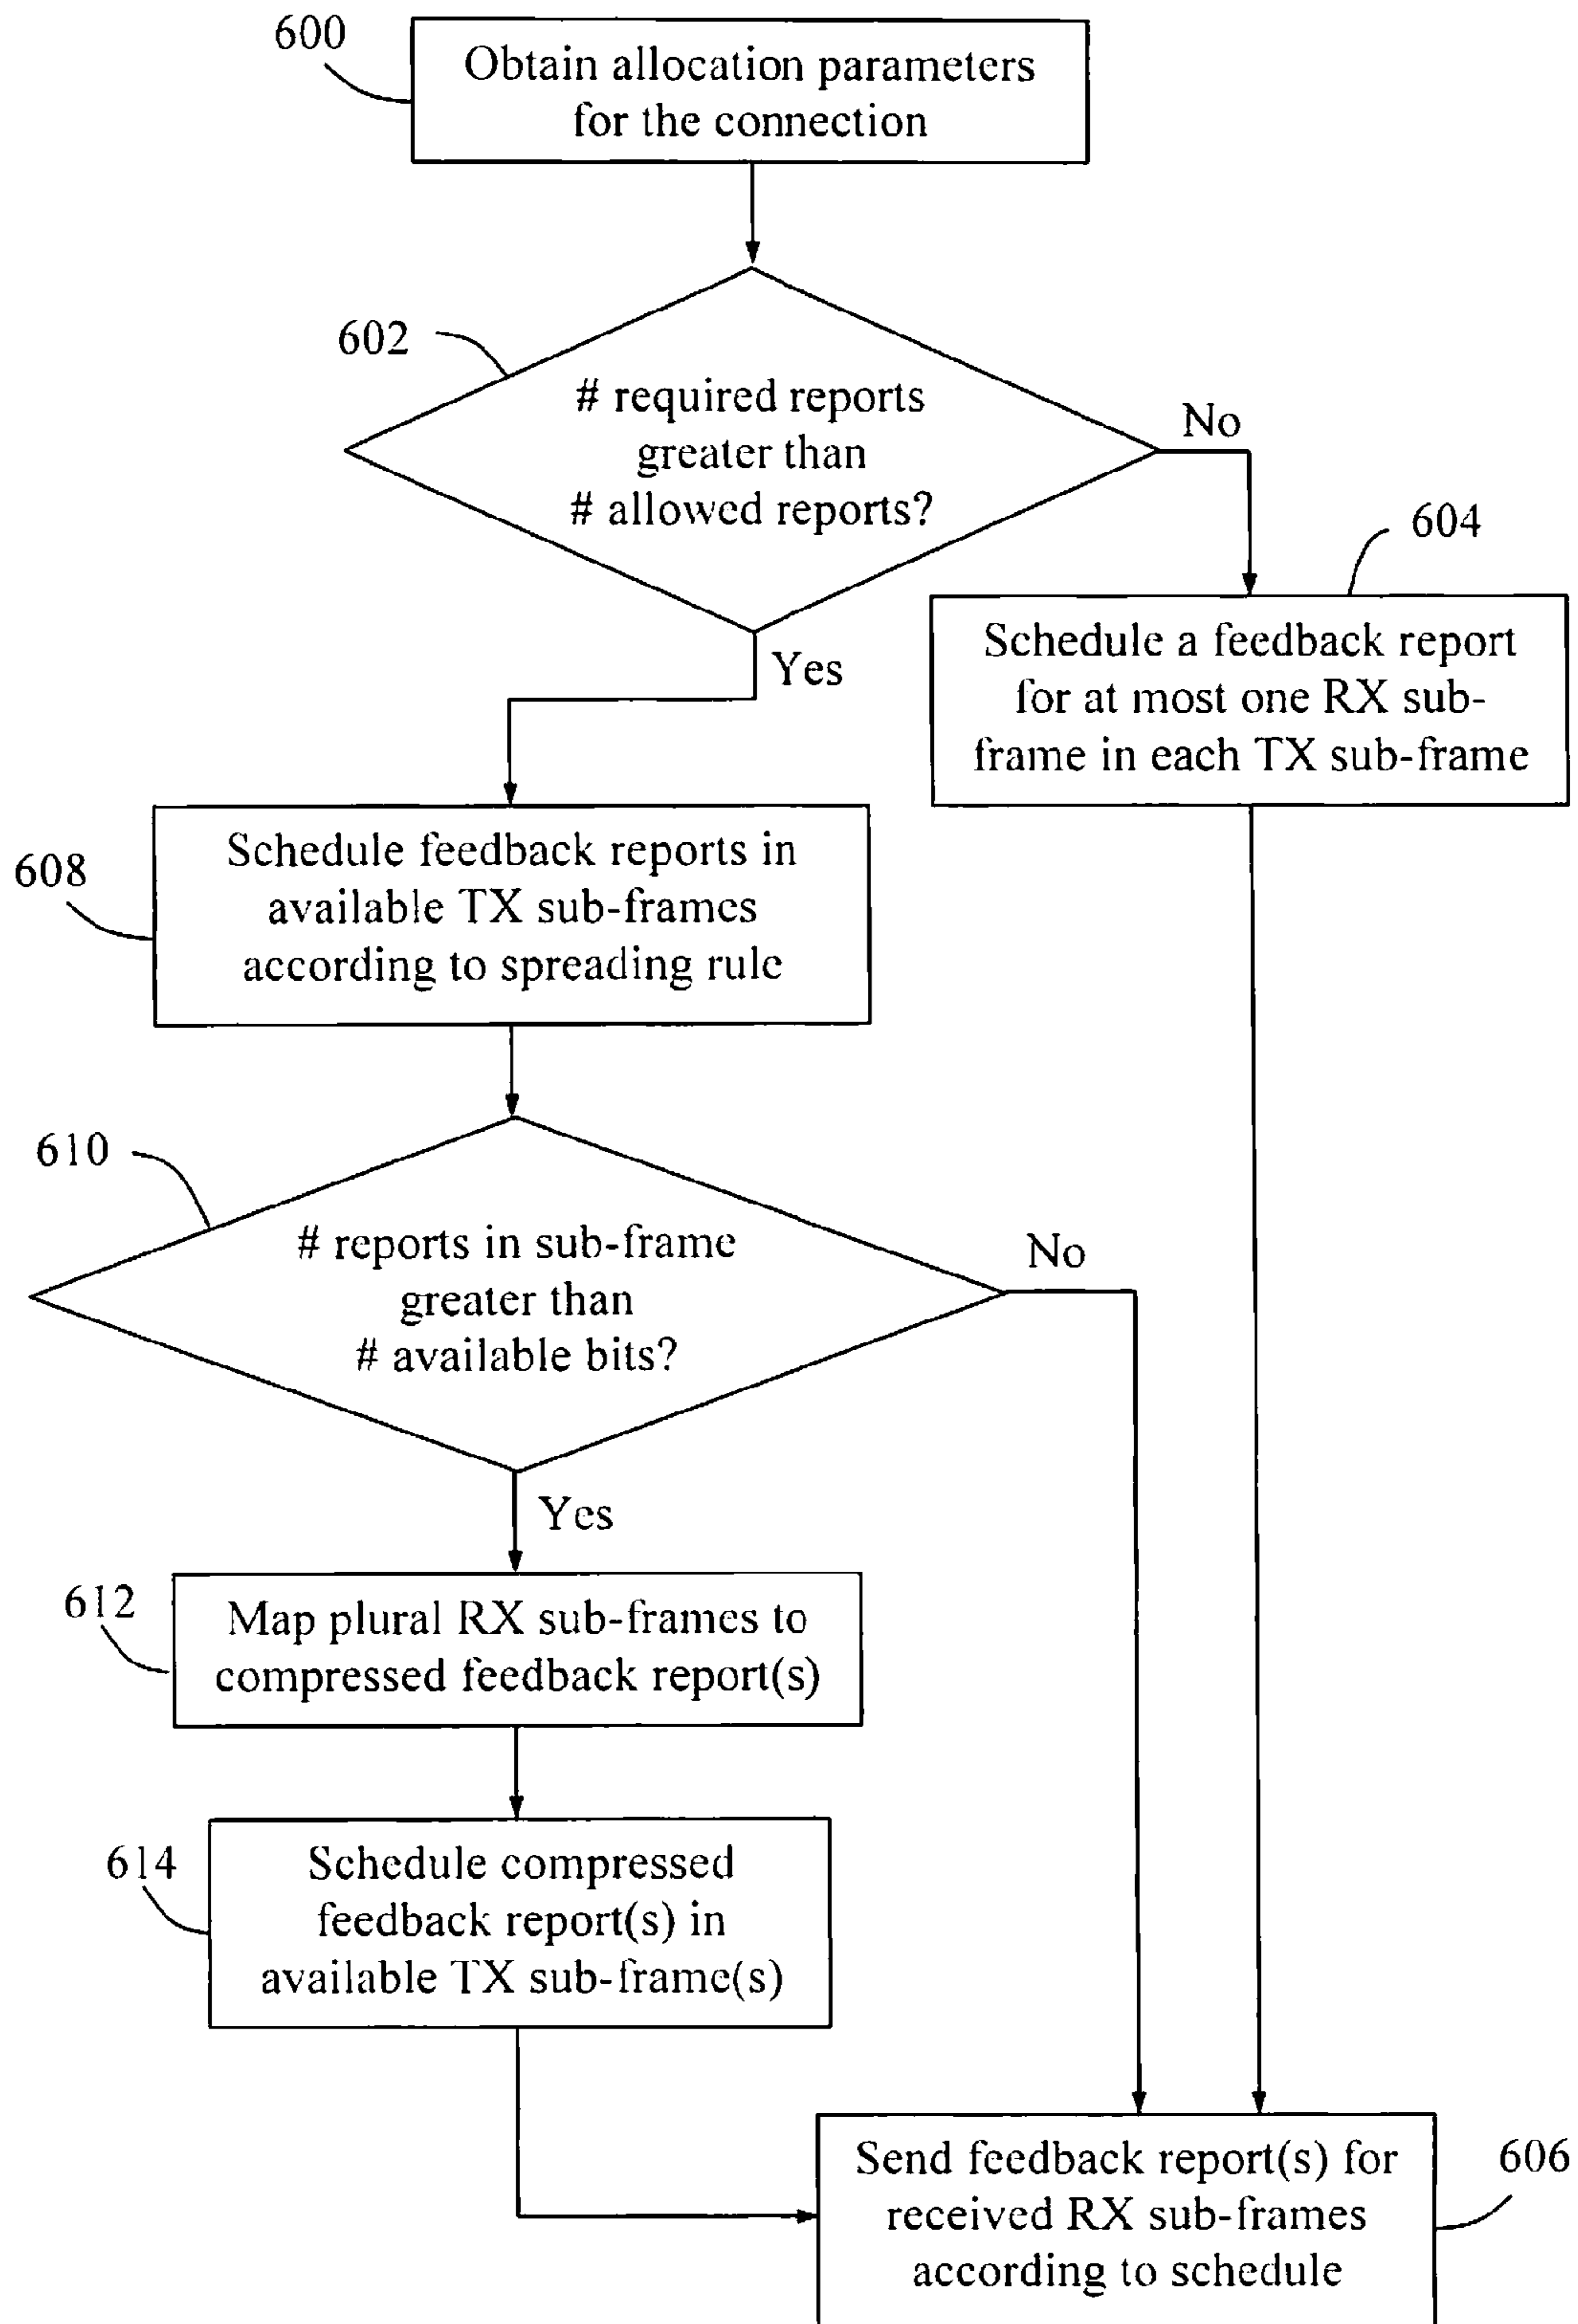 600
Obtain allocation parameters
for the connection
602
# required reports
greater than
# allowed reports?
No
604
Schedule a feedback report
for at most one RX sub-
frame in each TX sub-frame
Yes
608
Schedule feedback reports in
available TX sub-frames
according to spreading rule
610
# reports in sub-frame
greater than
# available bits?
No
Yes
612
Map plural RX sub-frames to
compressed feedback report(s)
614
Schedule compressed
feedback report(s) in
available TX sub-frame(s)
606
Send feedback report(s) for
received RX sub-frames
according to schedule